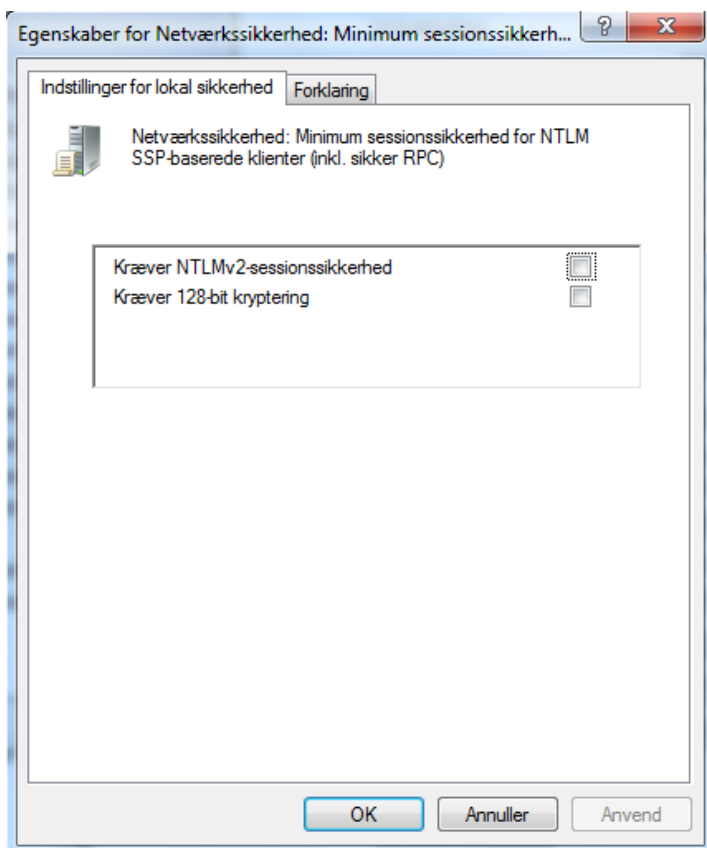 Egenskaber for Netværkssikkerhed: Minimum sessionssikkerh...
Indstillinger for lokal sikkerhed
Forklaring
Netværkssikkerhed: Minimum sessionssikkerhed for NTLM
SSP-baserede klienter (inkl. sikker RPC)
Kræver NTLMv2-sessionssikkerhed
Kræver 128-bit kryptering
OK
Annuller
Anvend